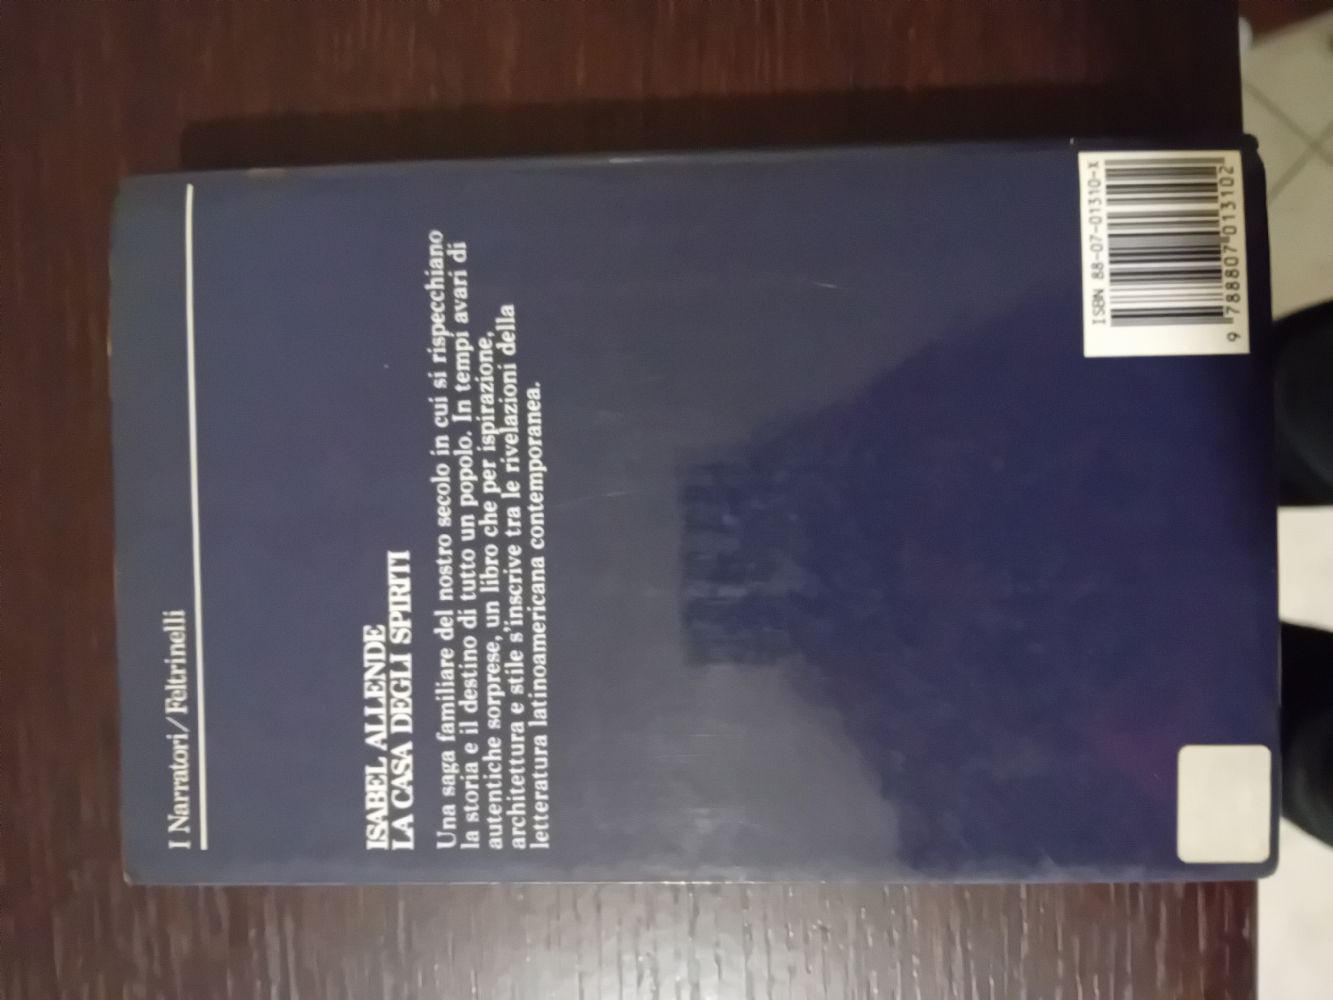 I Narratori/Feltrinelli
ISABEL ALLENDE
LA CASA DEGLI SPIRITI
Una saga familiare del nostro secolo in cui si rispecchiano
la storia e il destino di tutto un popolo. In tempi avari di
autentiche sorprese, un libro che per ispirazione,
architettura e stile s'inscrive tra le rivelazioni della
letteratura latinoamericana contemporanea.
ISBN 88-07-01310-X
9 788807 013102